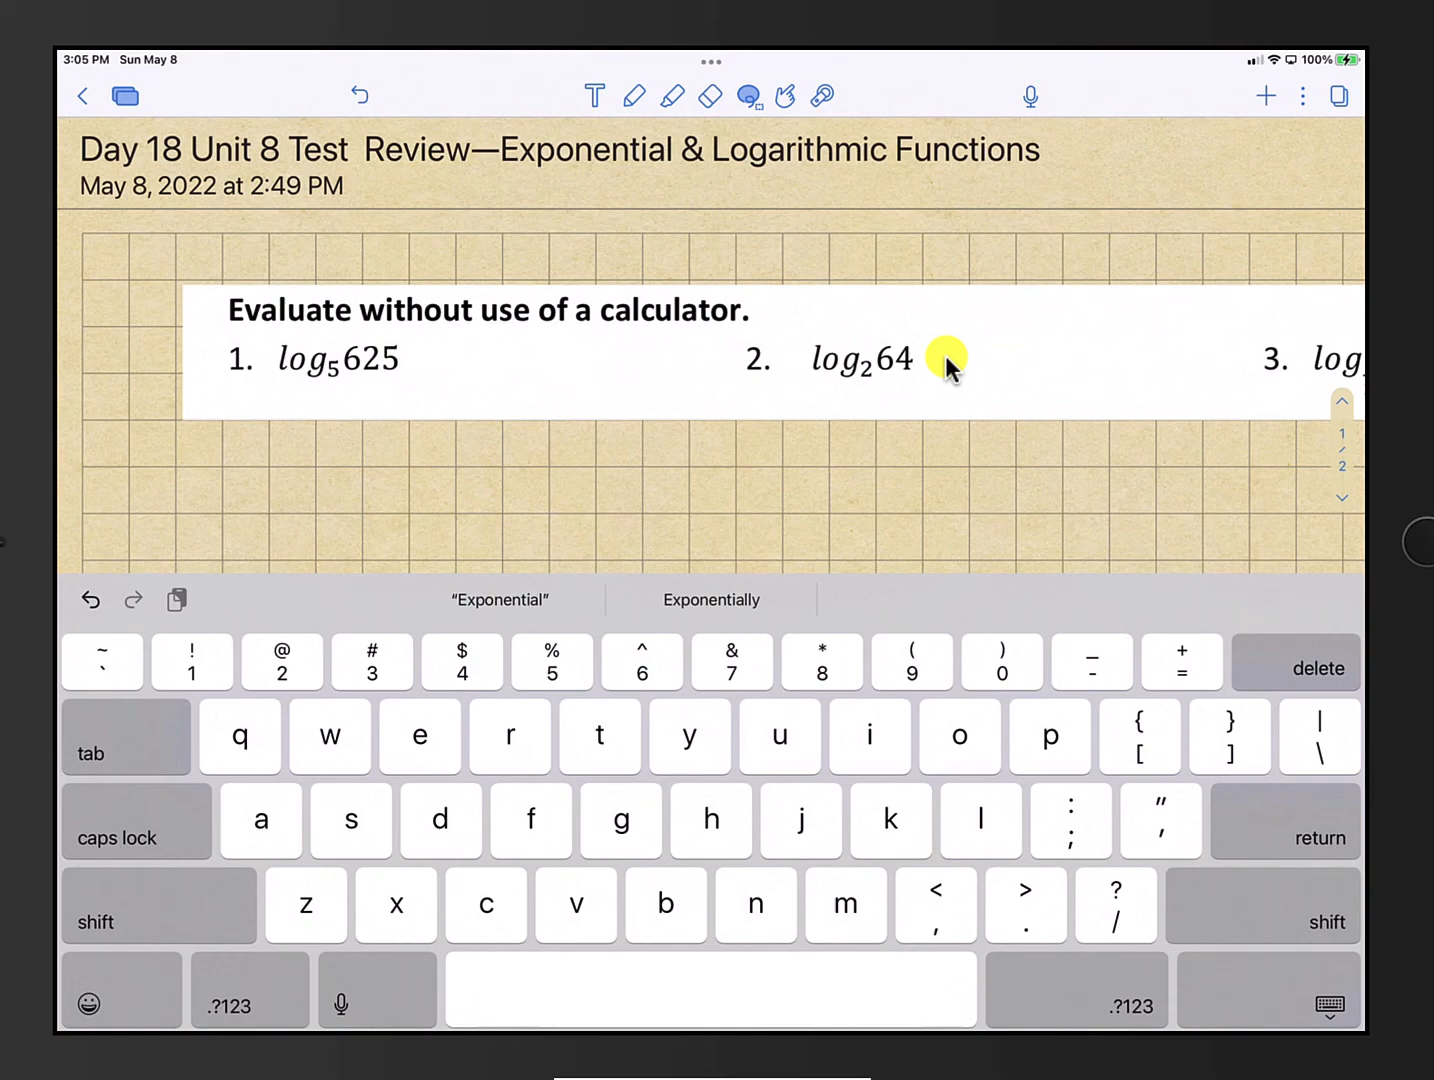 3:05 PM Sun May 8
100%
Day 18 Unit 8 Test Review—Exponential & Logarithmic Functions
May 8, 2022 at 2:49 PM
Evaluate without use of a calculator.
1. log₅625 2. log₂64 3. log
1
/
2
“Exponential” Exponentially
~ ! @ # $ % ^ & * ( ) _ +
` 1 2 3 4 5 6 7 8 9 0 - = delete
tab q w e r t y u i o p { [ } ] | \
caps lock a s d f g h j k l : ; " ' return
shift z x c v b n m < , > . ? / shift
.?123 .?123